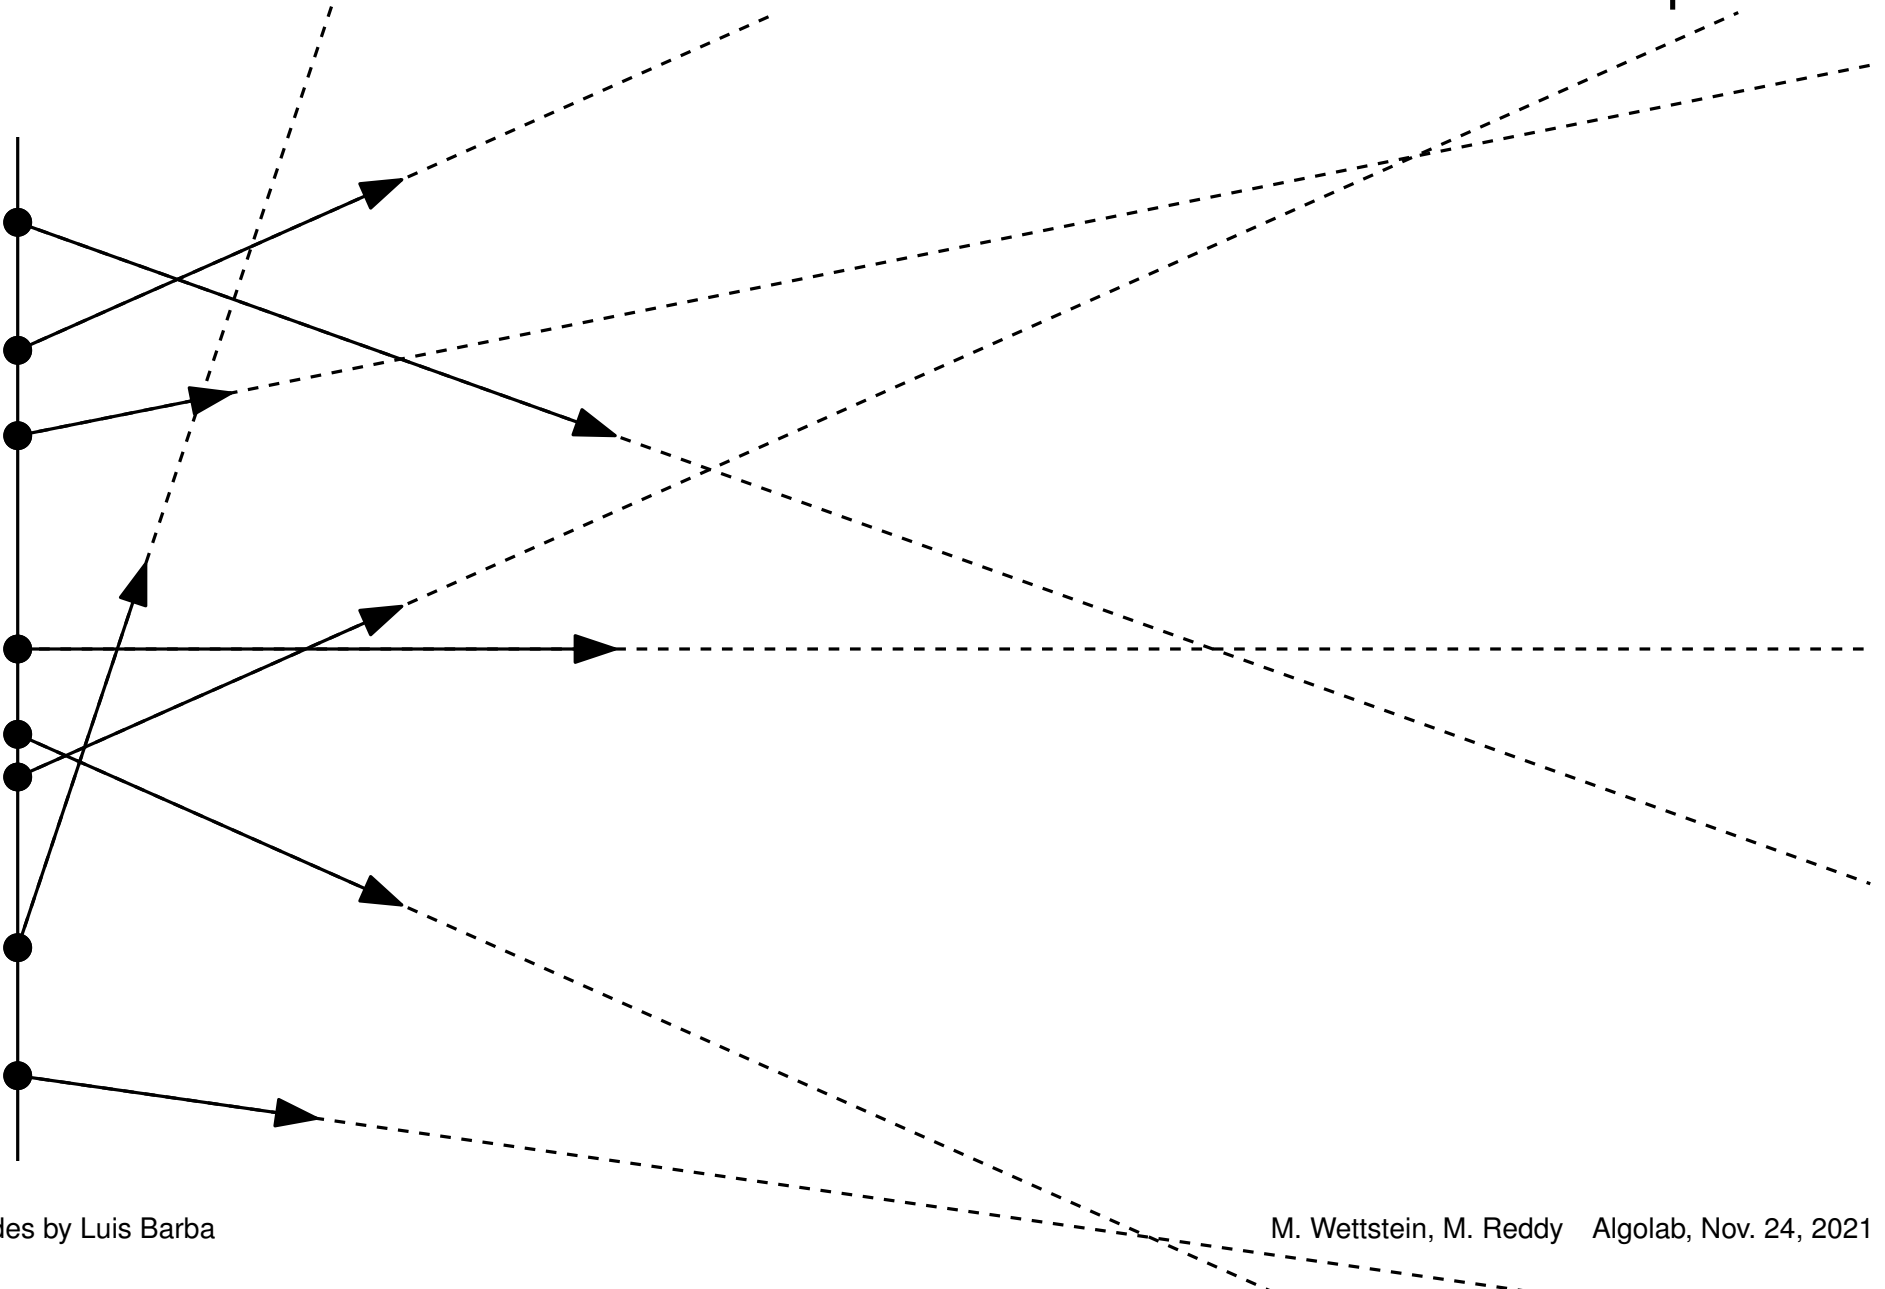 des by Luis Barba
M. Wettstein, M. Reddy Algolab, Nov. 24, 2021